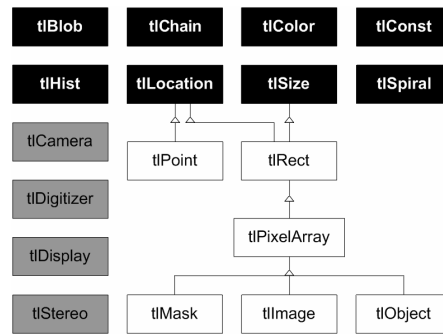 tlBlob tlChain tlColor tlConst
tlHist tlLocation tlSize tlSpiral
tlCamera tlPoint tlRect
tlDigitizer
tlPixelArray
tlDisplay
tlStereo tlMask tlImage tlObject